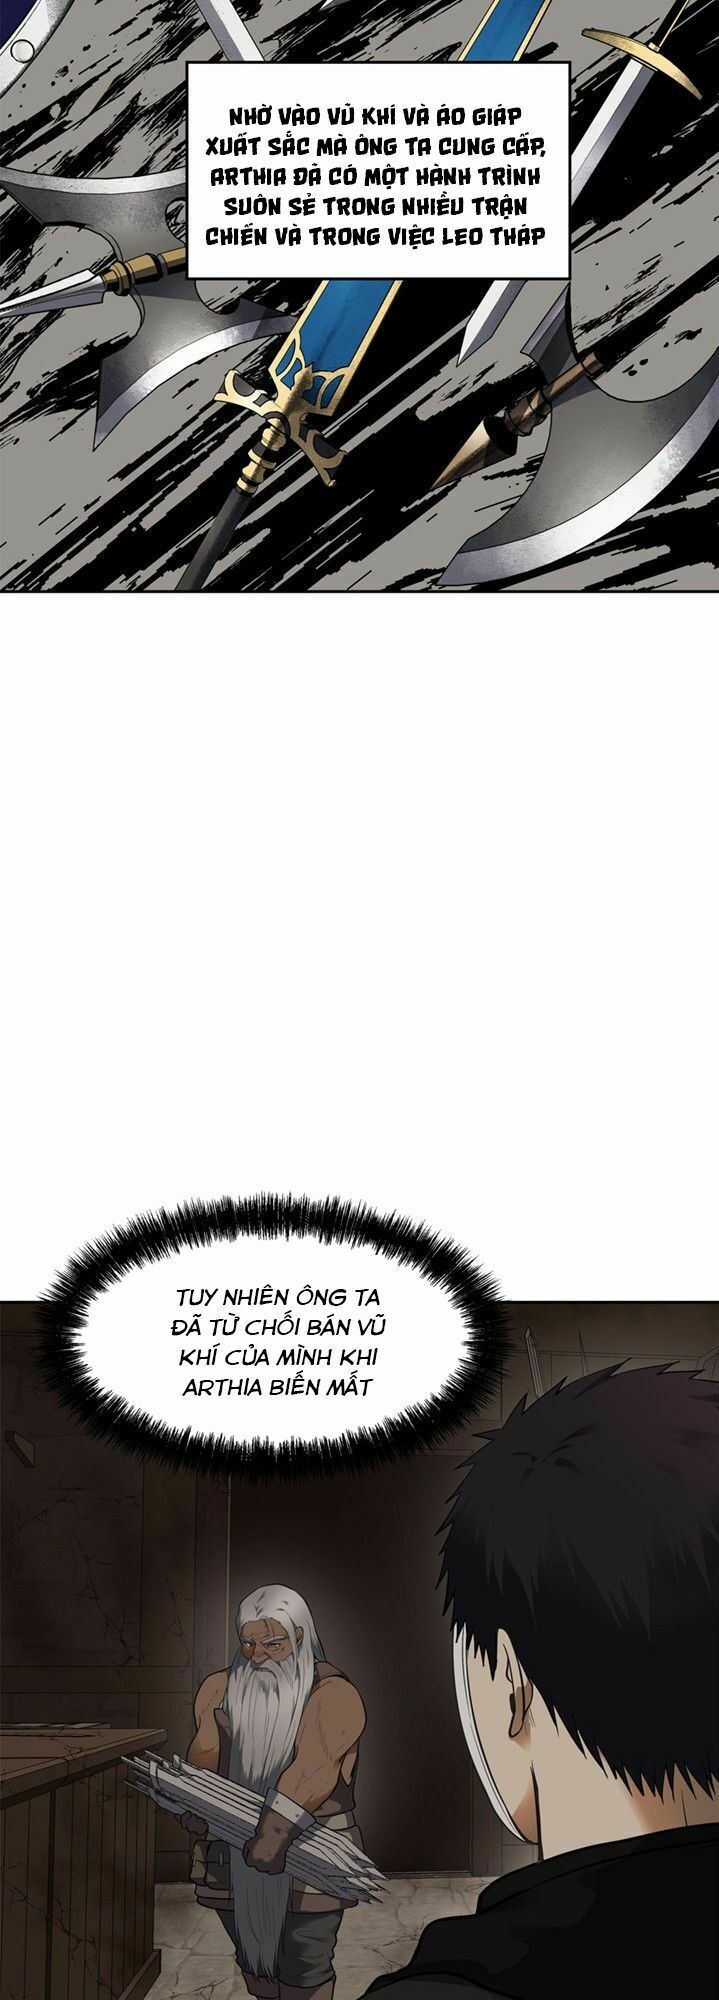 NHỜ VÀO VŨ KHÍ VÀ ÁO GIÁP
XUẤT SẮC MÀ ÔNG TA CUNG CẤP,
ARTHIA ĐÃ CÓ MỘT HÀNH TRÌNH
SUÔN SẺ TRONG NHIỀU TRẬN
CHIẾN VÀ TRONG VIỆC LEO THÁP
TUY NHIÊN ÔNG TA
ĐÃ TỪ CHỐI BÁN VŨ
KHÍ CỦA MÌNH KHI
ARTHIA BIẾN MẤT